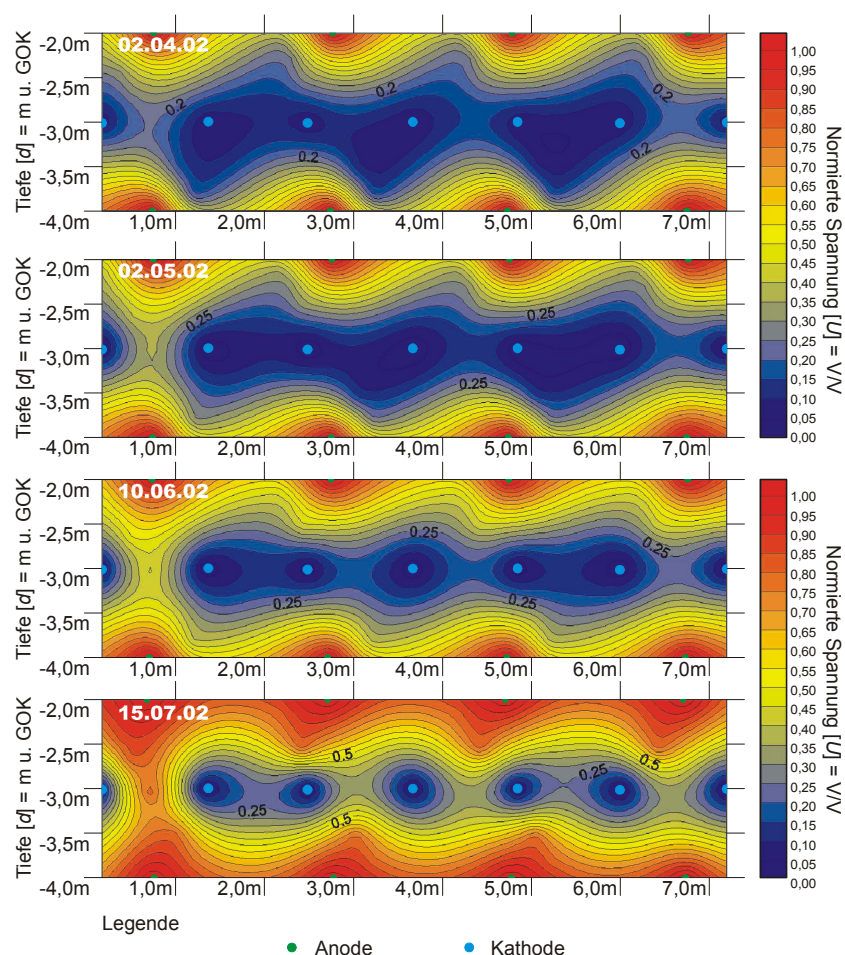 02.04.02
Tiefe [d] = m u. GOK
-2,0m
-2,5m
-3,0m
-3,5m
-4,0m
0.2
0.2
0.2
0.2
0.2
1,0m
2,0m
3,0m
4,0m
5,0m
6,0m
7,0m
02.05.02
Tiefe [d] = m u. GOK
-2,0m
-2,5m
-3,0m
-3,5m
-4,0m
0.25
0.25
0.25
1,0m
2,0m
3,0m
4,0m
5,0m
6,0m
7,0m
1,00
0,95
0,90
0,85
0,80
0,75
0,70
0,65
0,60
0,55
0,50
0,45
0,40
0,35
0,30
0,25
0,20
0,15
0,10
0,05
0,00
Normierte Spannung [U] = V/V
10.06.02
Tiefe [d] = m u. GOK
-2,0m
-2,5m
-3,0m
-3,5m
-4,0m
0.25
0.25
0.25
0.25
1,0m
2,0m
3,0m
4,0m
5,0m
6,0m
7,0m
15.07.02
Tiefe [d] = m u. GOK
-2,0m
-2,5m
-3,0m
-3,5m
-4,0m
0.5
0.5
0.25
0.25
0.5
1,0m
2,0m
3,0m
4,0m
5,0m
6,0m
7,0m
1,00
0,95
0,90
0,85
0,80
0,75
0,70
0,65
0,60
0,55
0,50
0,45
0,40
0,35
0,30
0,25
0,20
0,15
0,10
0,05
0,00
Normierte Spannung [U] = V/V
Legende
Anode
Kathode